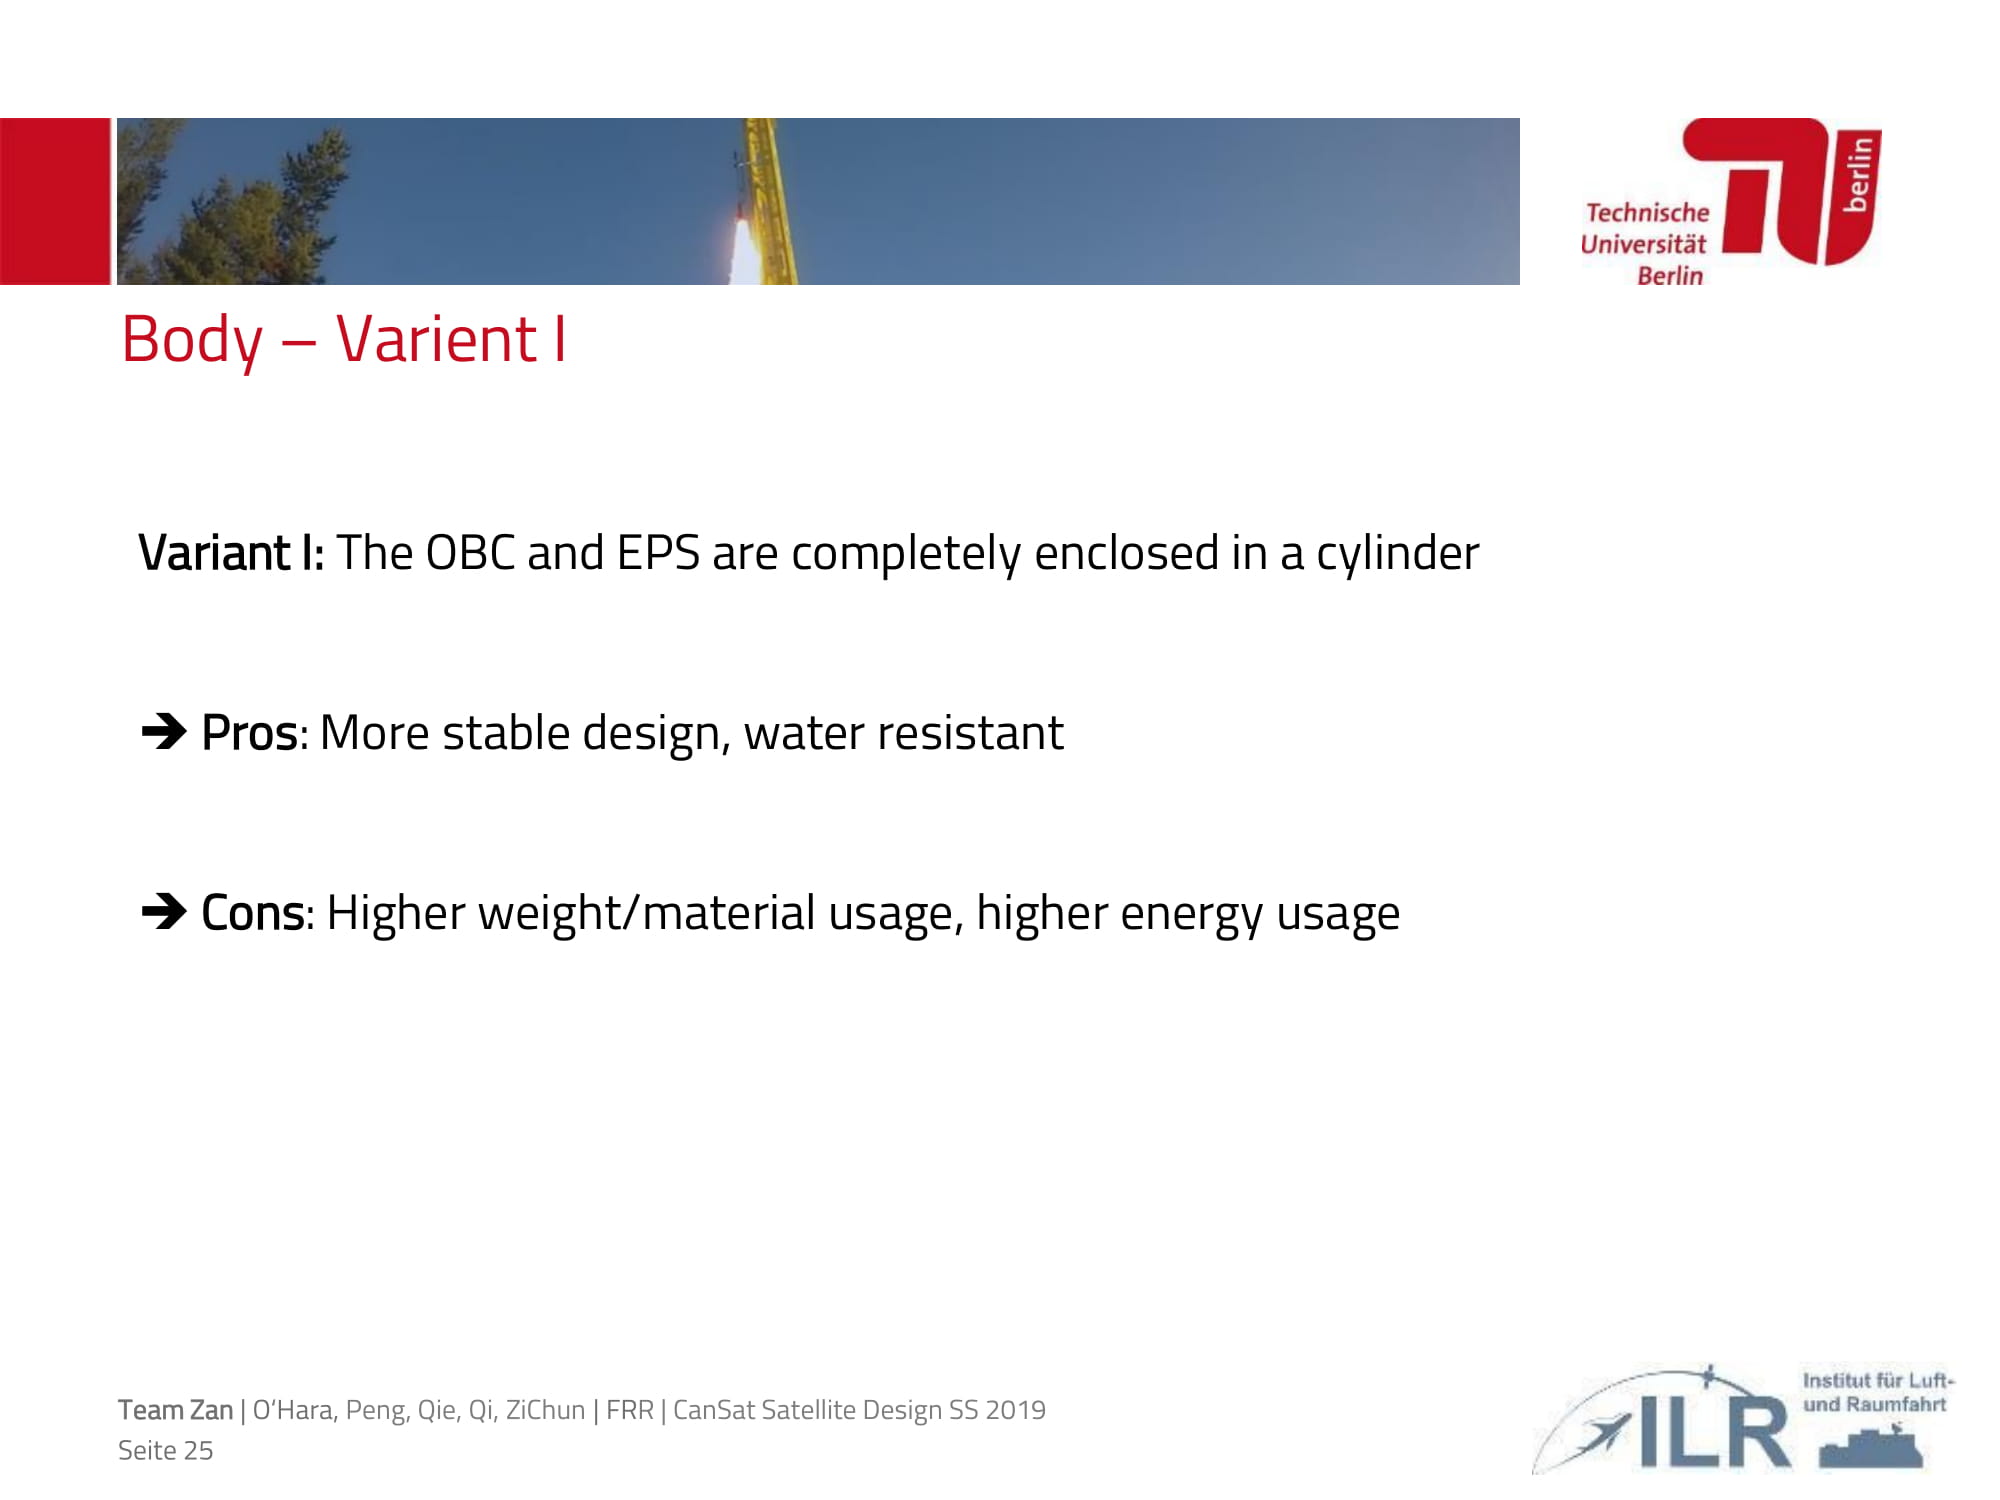 Technische
Universität
Berlin
berlin
Body – Varient I
Variant I: The OBC and EPS are completely enclosed in a cylinder
➔ Pros: More stable design, water resistant
➔ Cons: Higher weight/material usage, higher energy usage
Team Zan | O‘Hara, Peng, Qie, Qi, ZiChun | FRR | CanSat Satellite Design SS 2019
Seite 25
ILR
Institut für Luft-
und Raumfahrt